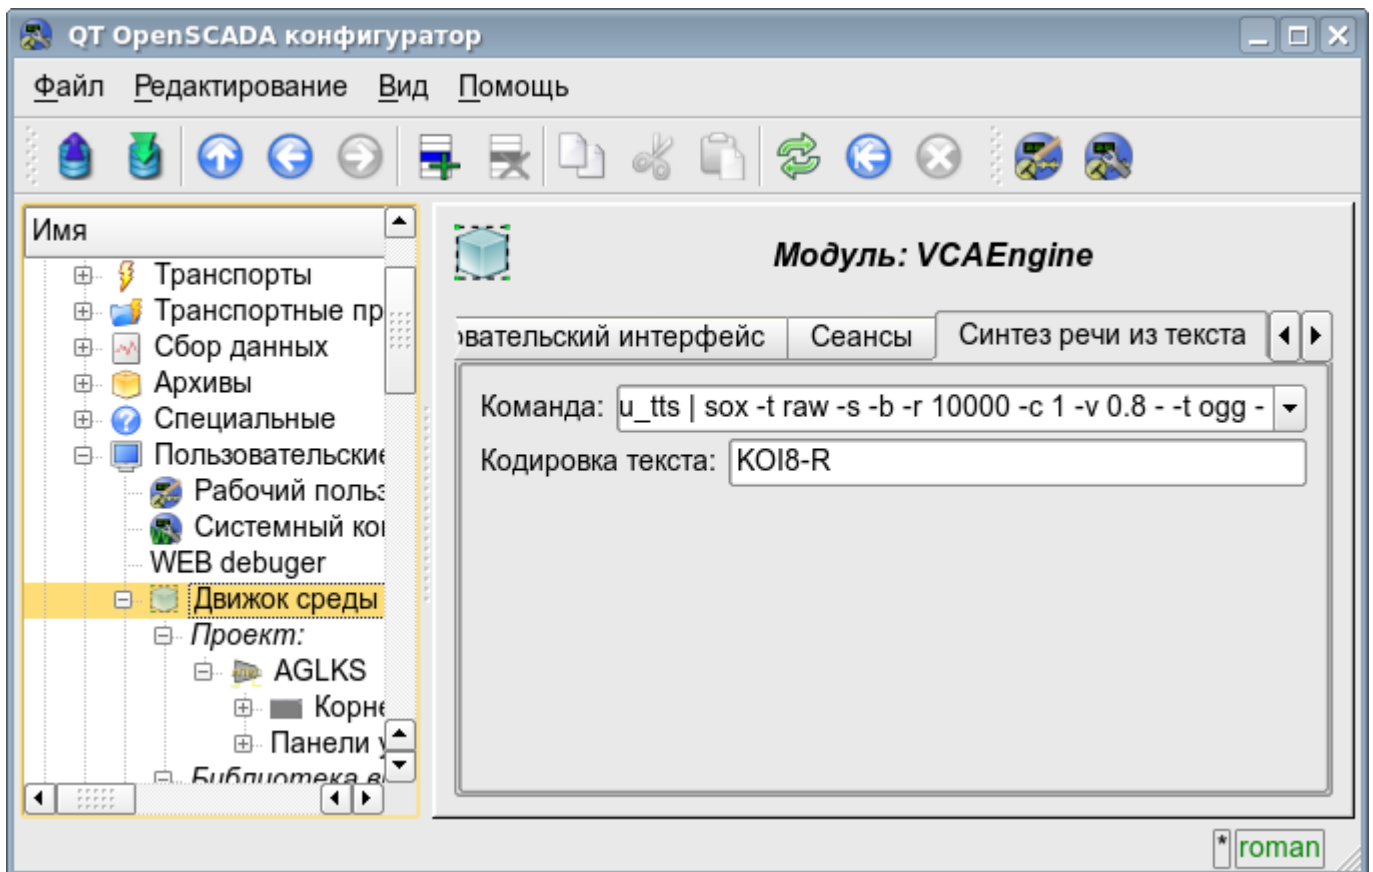 QT OpenSCADA конфигуратор
Файл Редактирование Вид Помощь
Имя
Транспорты
Транспортные пр
Сбор данных
Архивы
Специальные
Пользовательские
Рабочий польз
Системный ко
WEB debuger
Движок среды
Проект:
AGLKS
Корне
Панели у
Библиотека в
Модуль: VCAEngine
овательский интерфейс Сеансы Синтез речи из текста
Команда: u_tts | sox -t raw -s -b -r 10000 -c 1 -v 0.8 - -t ogg -
Кодировка текста: KOI8-R
* roman